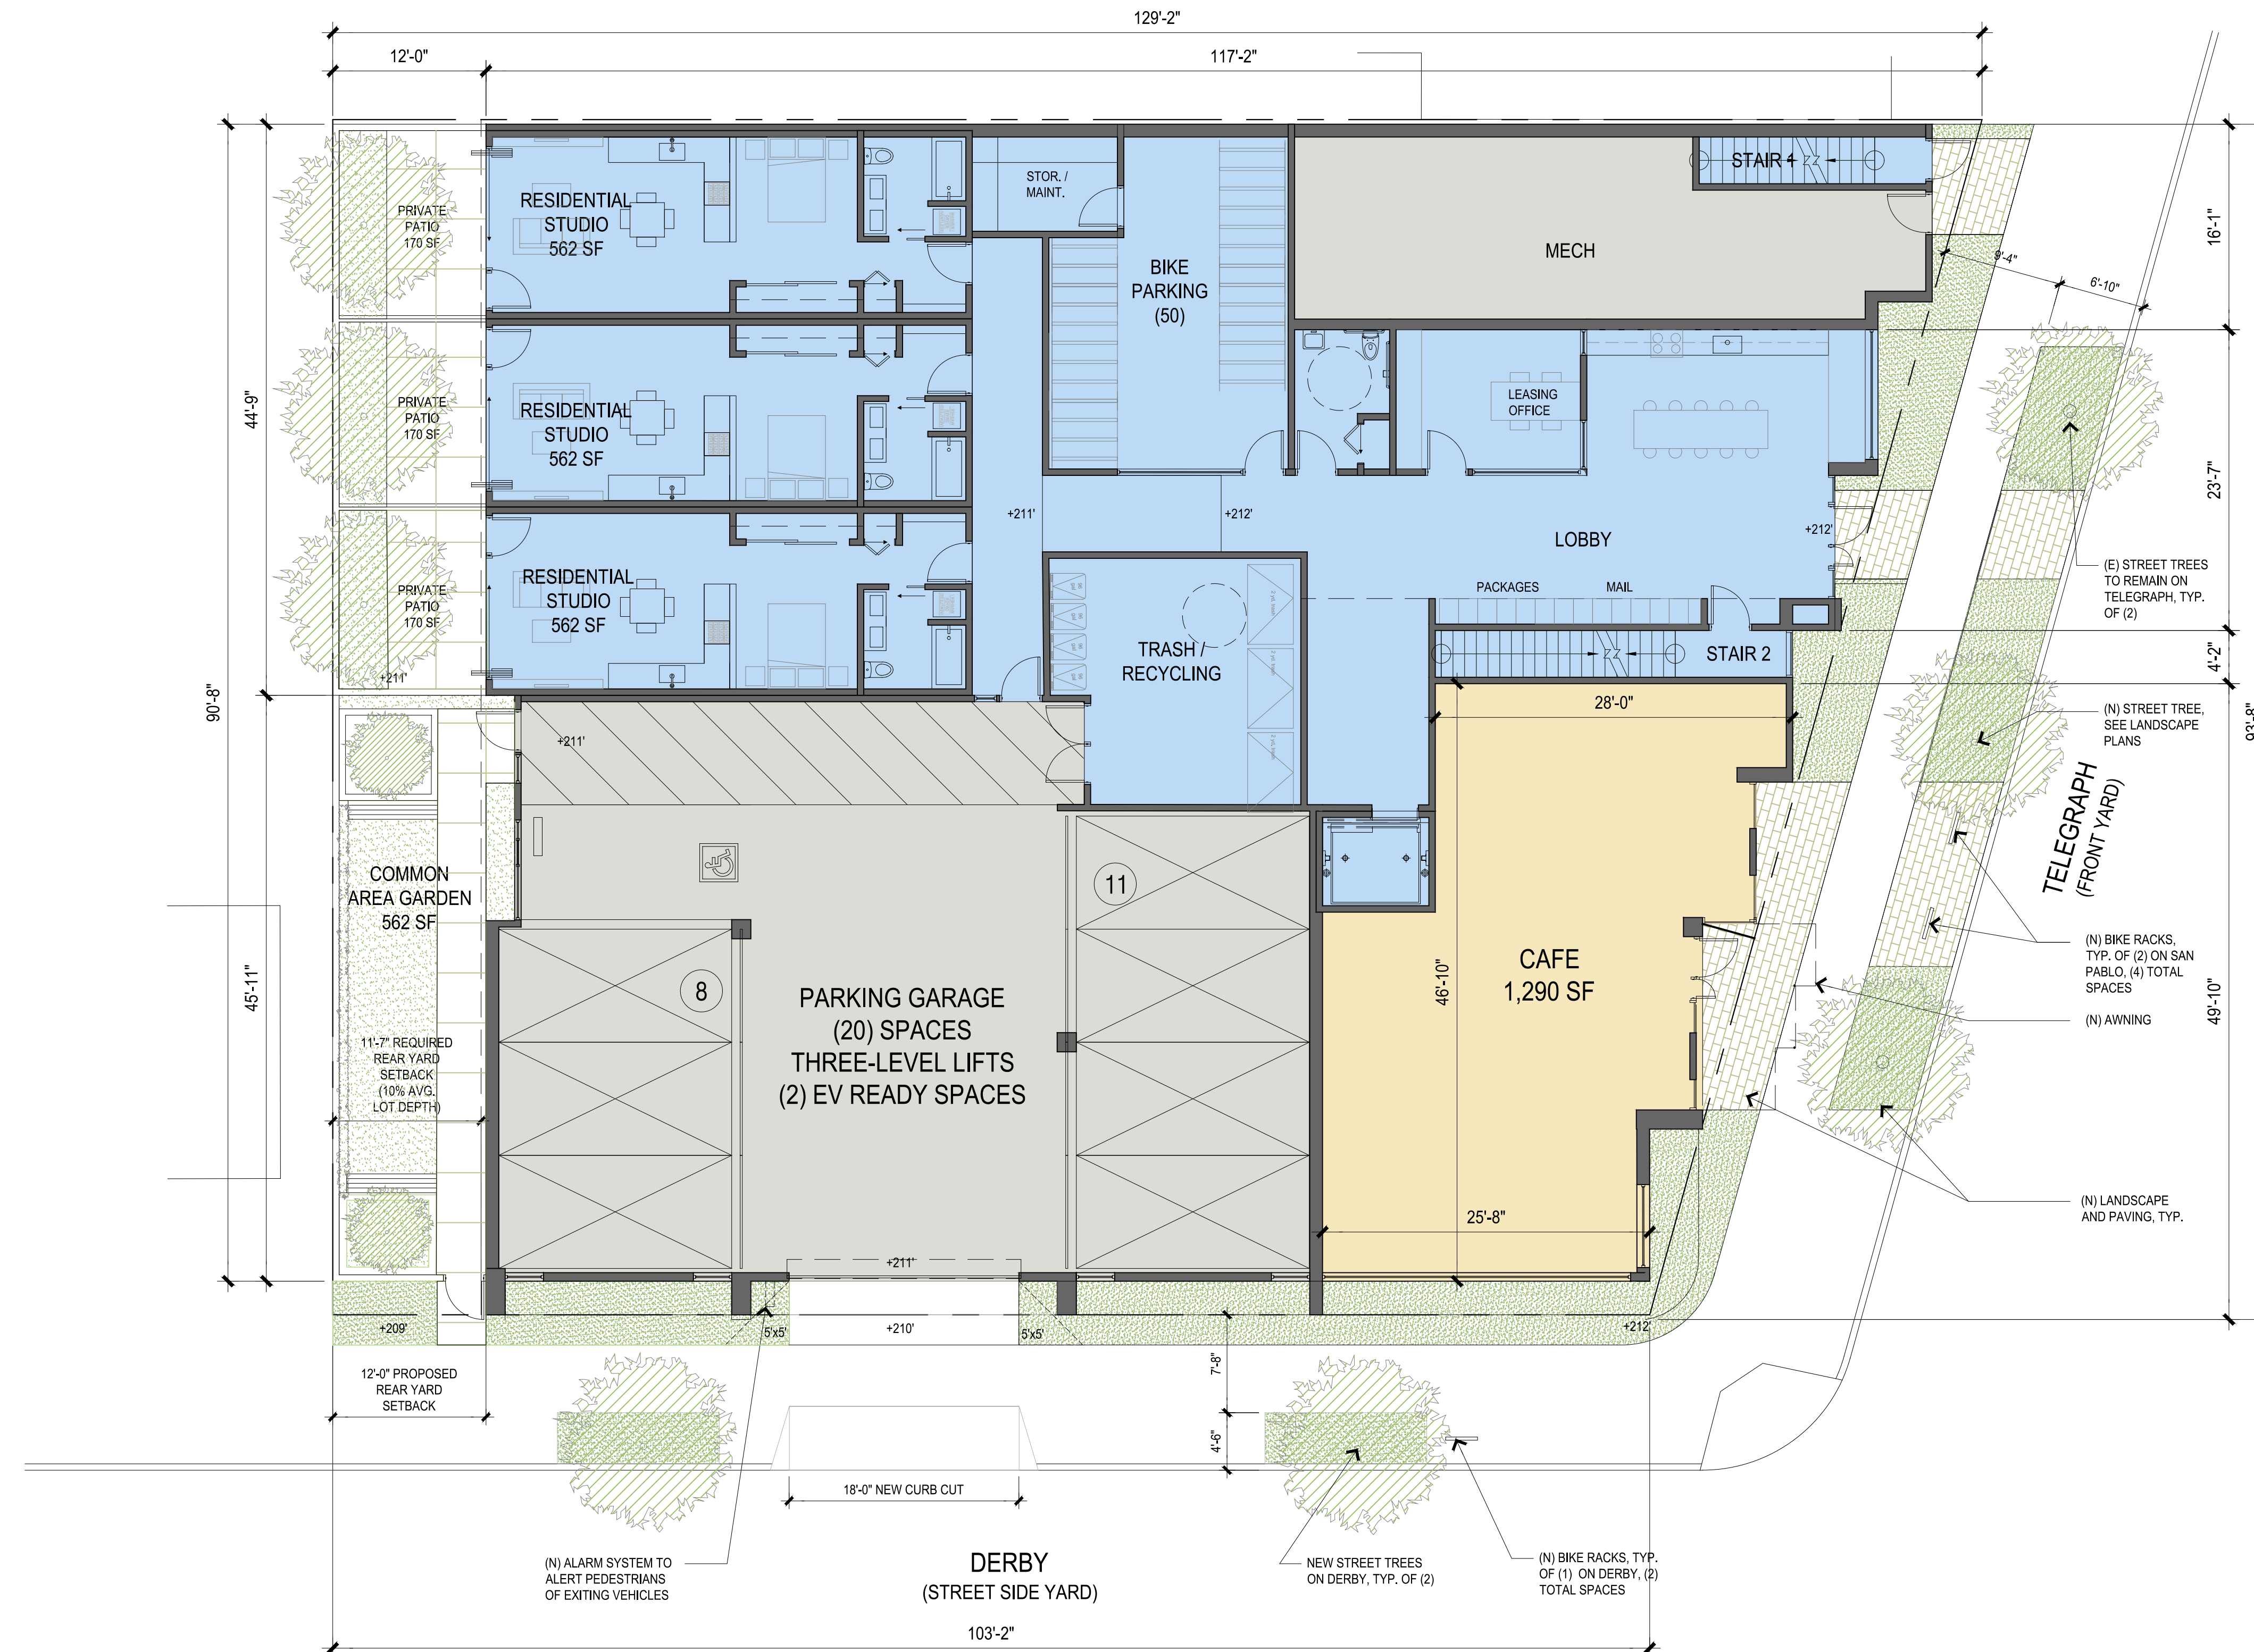 129'-2"
12'-0"
117'-2"
PRIVATE
PATIO
170 SF
RESIDENTIAL
STUDIO
562 SF
STOR. /
MAINT.
BIKE
PARKING
(50)
MECH
STAIR 1
16'-1"
9'-4"
6'-10"
44'-9"
90'-8"
PRIVATE
PATIO
170 SF
RESIDENTIAL
STUDIO
562 SF
LEASING
OFFICE
23'-7"
+211'
+212'
LOBBY
+212'
PACKAGES
MAIL
(E) STREET TREES
TO REMAIN ON
TELEGRAPH, TYP.
OF (2)
PRIVATE
PATIO
170 SF
+211'
RESIDENTIAL
STUDIO
562 SF
TRASH /
RECYCLING
STAIR 2
4'-2"
28'-0"
(N) STREET TREE,
SEE LANDSCAPE
PLANS
93'-8"
+211'
TELEGRAPH
(FRONT YARD)
COMMON
AREA GARDEN
562 SF
45'-11"
11'-7" REQUIRED
REAR YARD
SETBACK
(10% AVG.
LOT DEPTH)
8
11
PARKING GARAGE
(20) SPACES
THREE-LEVEL LIFTS
(2) EV READY SPACES
46'-10"
CAFE
1,290 SF
(N) BIKE RACKS,
TYP. OF (2) ON SAN
PABLO, (4) TOTAL
SPACES
(N) AWNING
49'-10"
(N) LANDSCAPE
AND PAVING, TYP.
25'-8"
+211'
+209'
5'x5'
+210'
5'x5'
+212'
12'-0" PROPOSED
REAR YARD
SETBACK
7'-8"
4'-6"
18'-0" NEW CURB CUT
(N) ALARM SYSTEM TO
ALERT PEDESTRIANS
OF EXITING VEHICLES
DERBY
(STREET SIDE YARD)
NEW STREET TREES
ON DERBY, TYP. OF (2)
(N) BIKE RACKS, TYP.
OF (1) ON DERBY, (2)
TOTAL SPACES
103'-2"